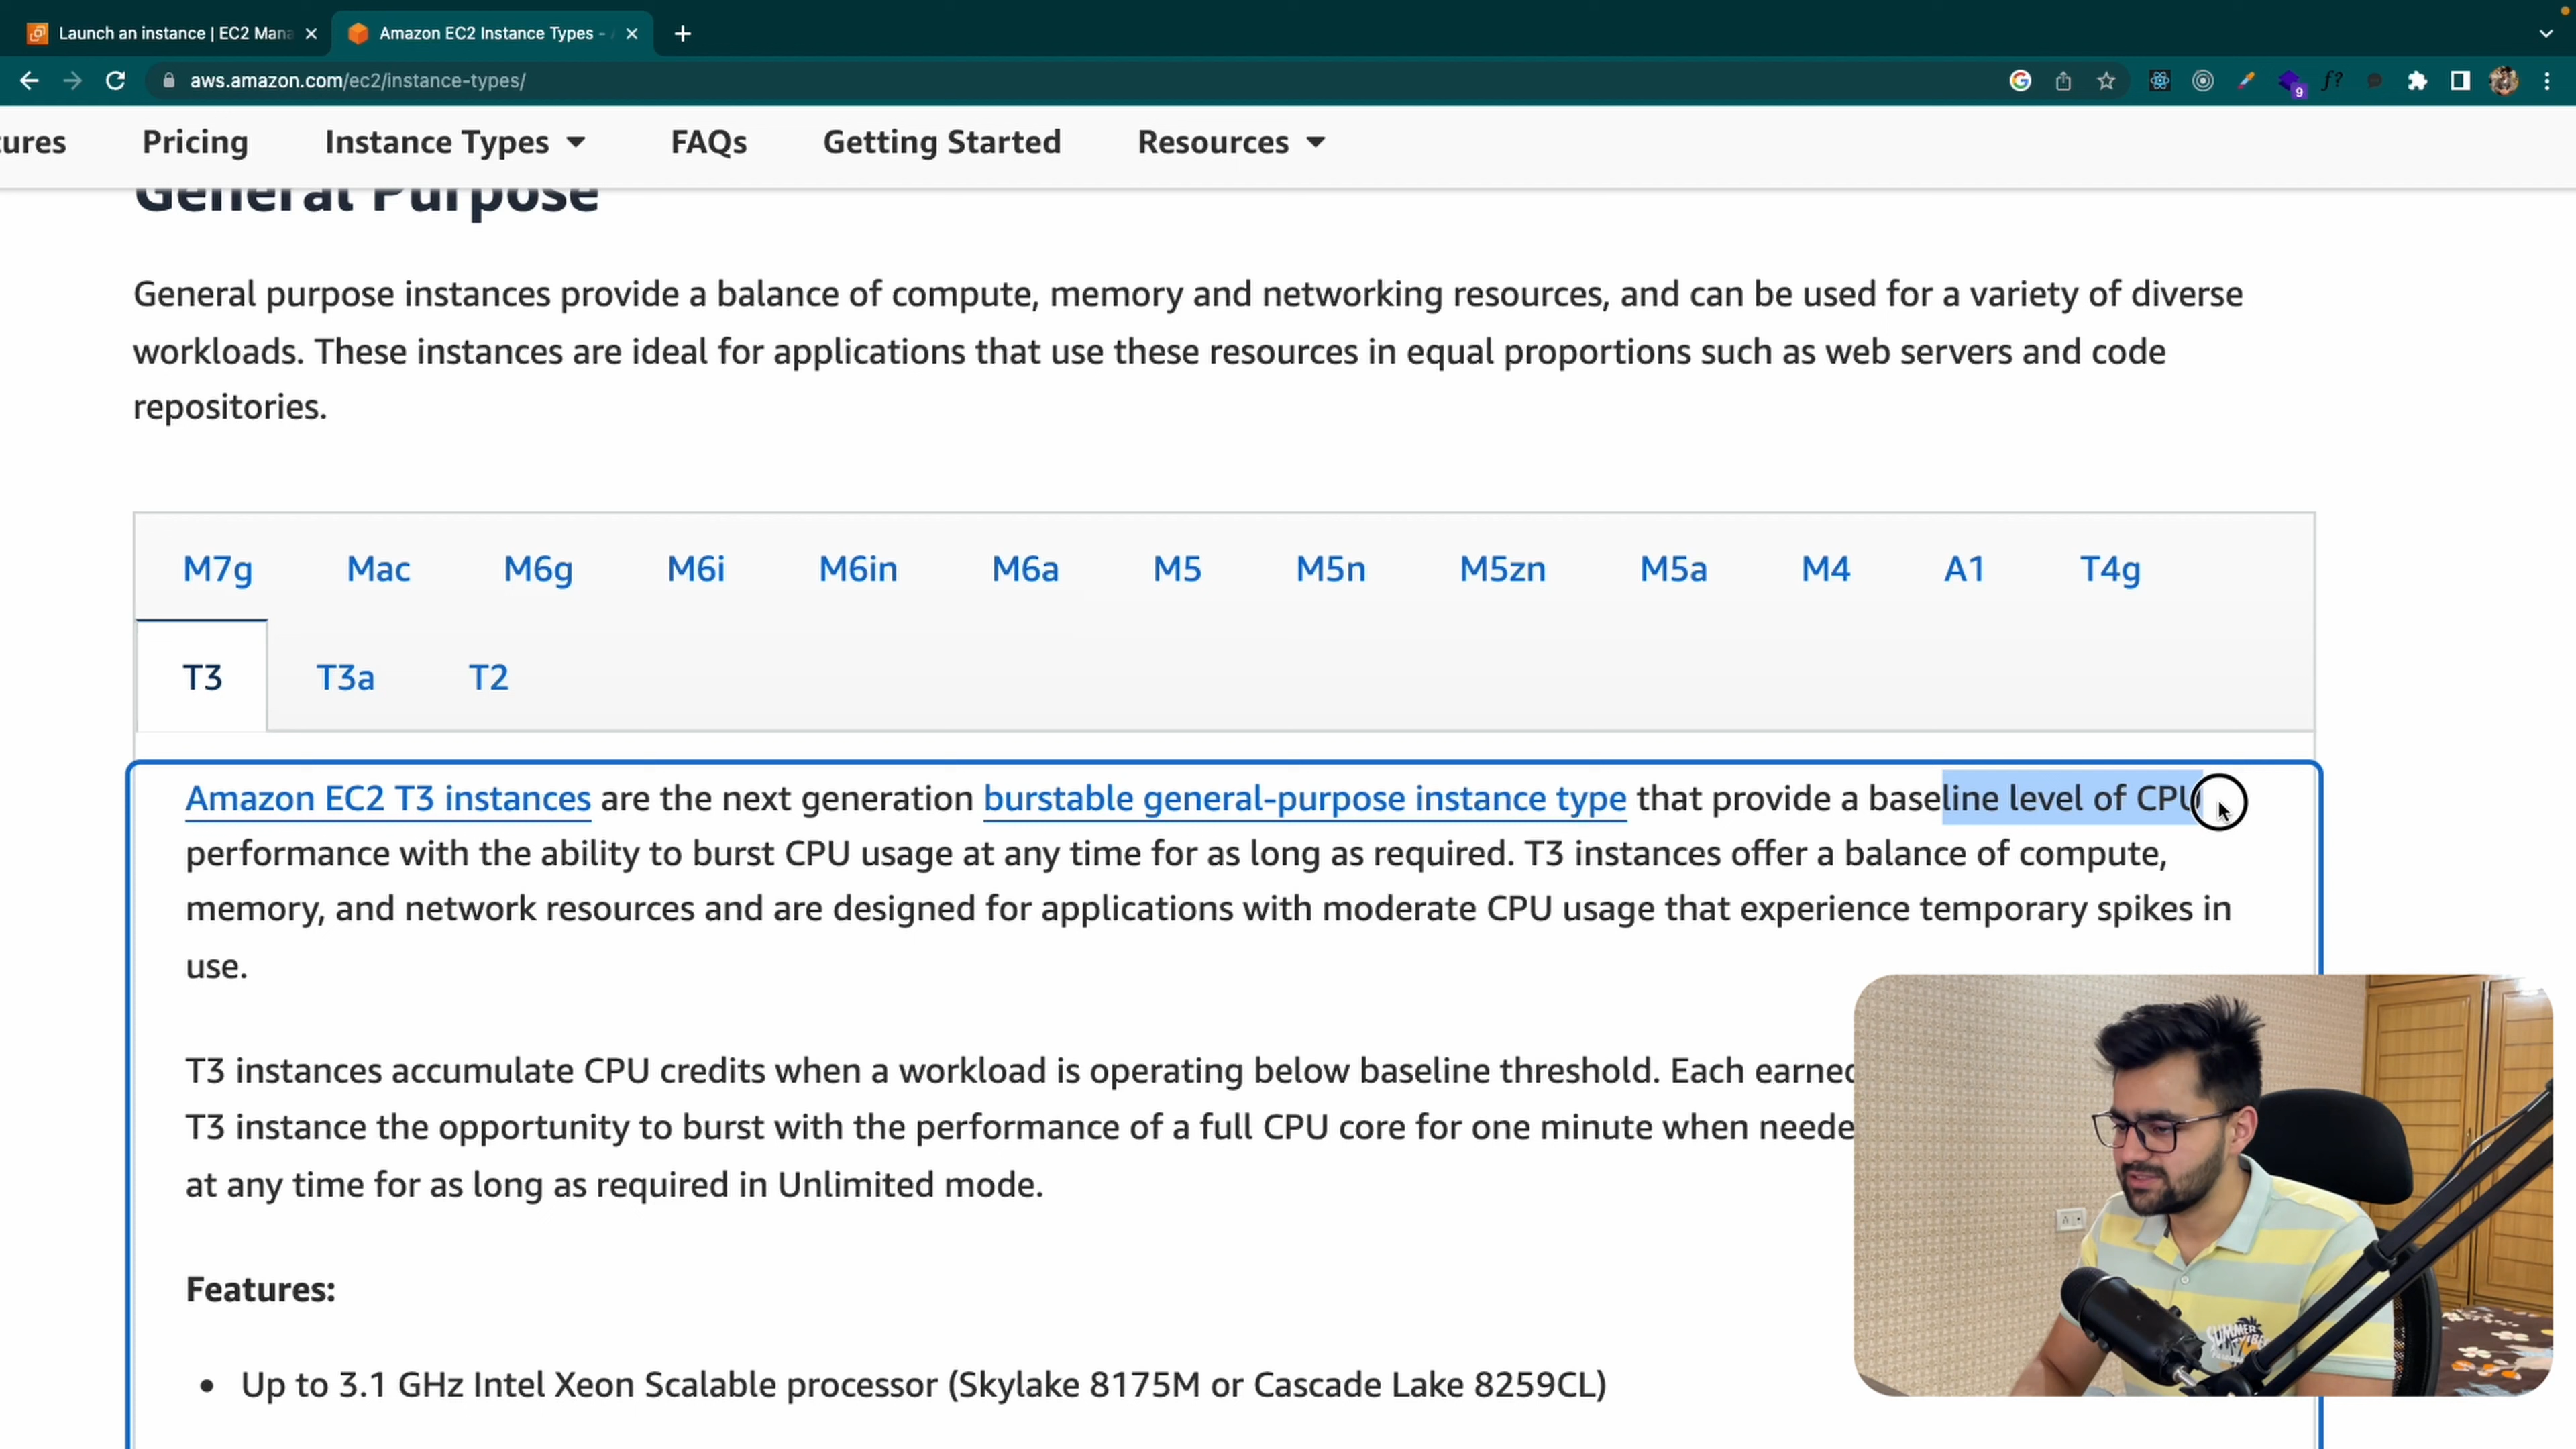 Launch an instance | EC2 Mana
Amazon EC2 Instance Types -
aws.amazon.com/ec2/instance-types/
9
f?
tures
Pricing
Instance Types
FAQs
Getting Started
Resources
General Purpose
General purpose instances provide a balance of compute, memory and networking resources, and can be used for a variety of diverse
workloads. These instances are ideal for applications that use these resources in equal proportions such as web servers and code
repositories.
M7g Mac M6g M6i M6in M6a M5 M5n M5zn M5a M4 A1 T4g
T3 T3a T2
Amazon EC2 T3 instances are the next generation burstable general-purpose instance type that provide a baseline level of CPU
performance with the ability to burst CPU usage at any time for as long as required. T3 instances offer a balance of compute,
memory, and network resources and are designed for applications with moderate CPU usage that experience temporary spikes in
use.
T3 instances accumulate CPU credits when a workload is operating below baseline threshold. Each earned
T3 instance the opportunity to burst with the performance of a full CPU core for one minute when neede
at any time for as long as required in Unlimited mode.
Features:
• Up to 3.1 GHz Intel Xeon Scalable processor (Skylake 8175M or Cascade Lake 8259CL)
SUMMER